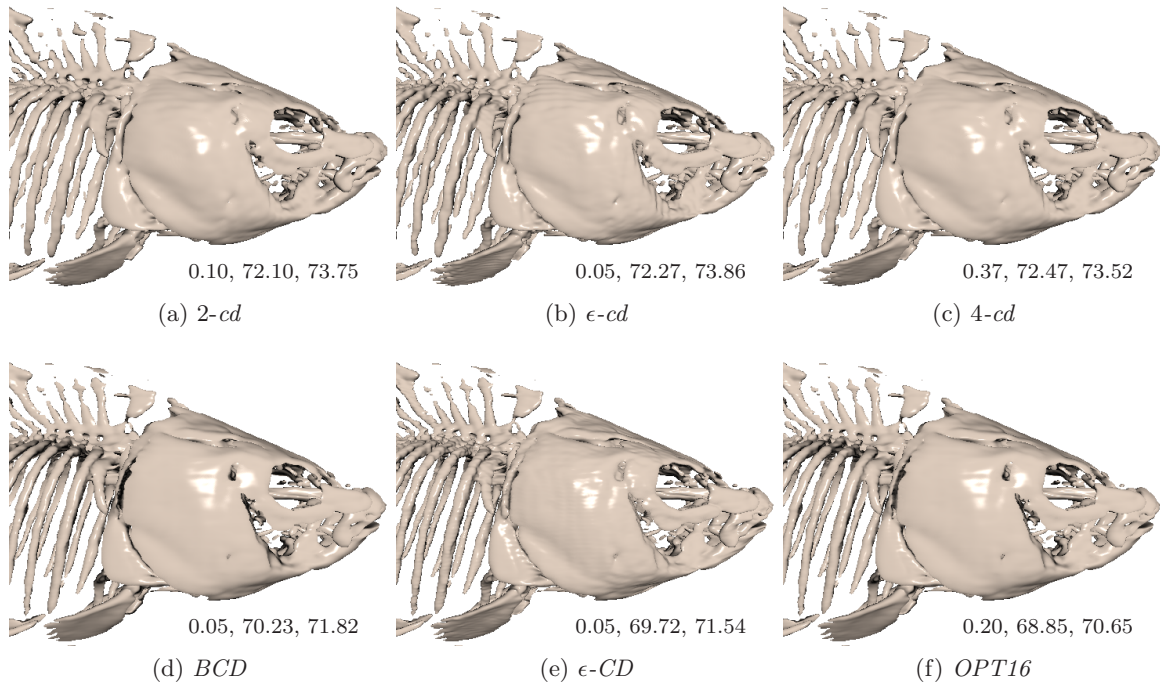 0.10, 72.10, 73.75
0.05, 72.27, 73.86
0.37, 72.47, 73.52
(a) 2-cd
(b) ϵ-cd
(c) 4-cd
0.05, 70.23, 71.82
0.05, 69.72, 71.54
0.20, 68.85, 70.65
(d) BCD
(e) ϵ-CD
(f) OPT16